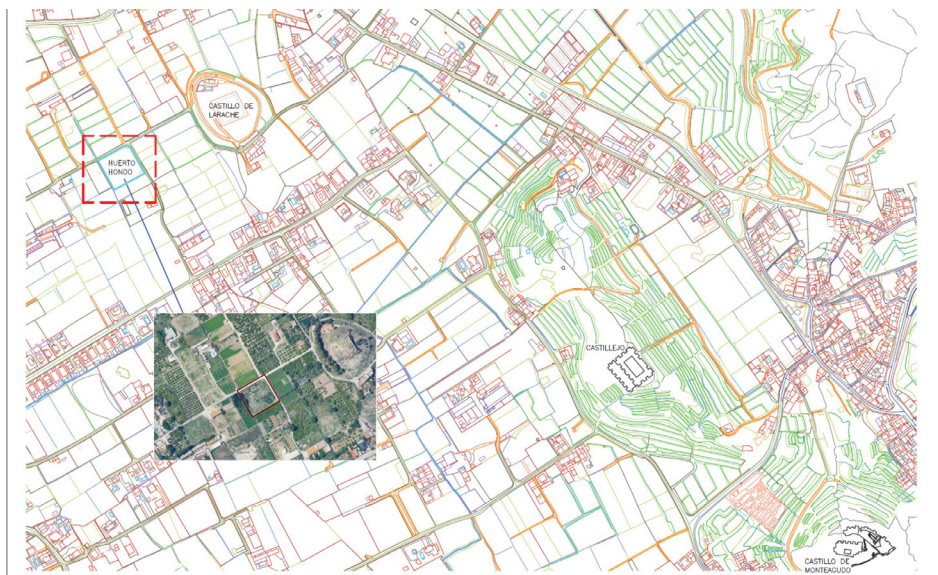 CASTILLO DE
LARACHE
HUERTO
HONDO
CASTILLEJO
CASTILLO DE
MONTEAGUDO